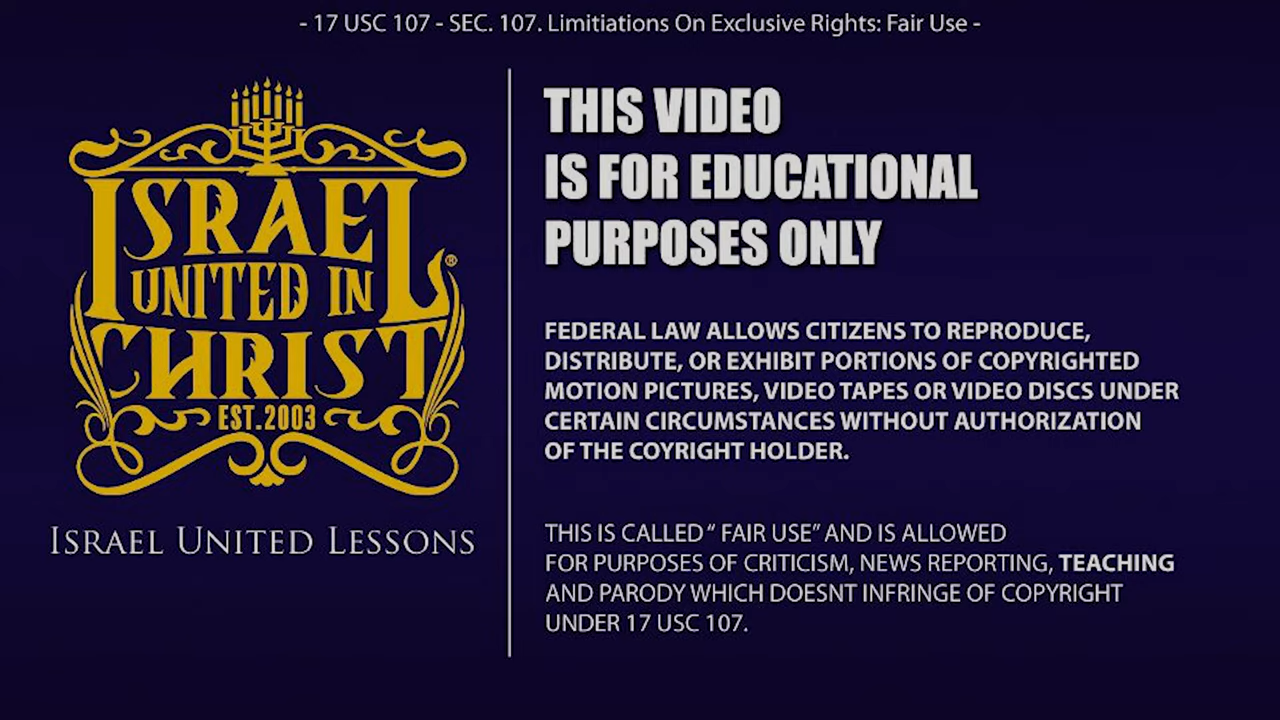 - 17 USC 107 - SEC. 107. Limitiations On Exclusive Rights: Fair Use -
ISRAEL
UNITED IN
®
CHRIST
EST.2003
ISRAEL UNITED LESSONS
THIS VIDEO
IS FOR EDUCATIONAL
PURPOSES ONLY
FEDERAL LAW ALLOWS CITIZENS TO REPRODUCE,
DISTRIBUTE, OR EXHIBIT PORTIONS OF COPYRIGHTED
MOTION PICTURES, VIDEO TAPES OR VIDEO DISCS UNDER
CERTAIN CIRCUMSTANCES WITHOUT AUTHORIZATION
OF THE COYRIGHT HOLDER.
THIS IS CALLED “ FAIR USE” AND IS ALLOWED
FOR PURPOSES OF CRITICISM, NEWS REPORTING, TEACHING
AND PARODY WHICH DOESNT INFRINGE OF COPYRIGHT
UNDER 17 USC 107.